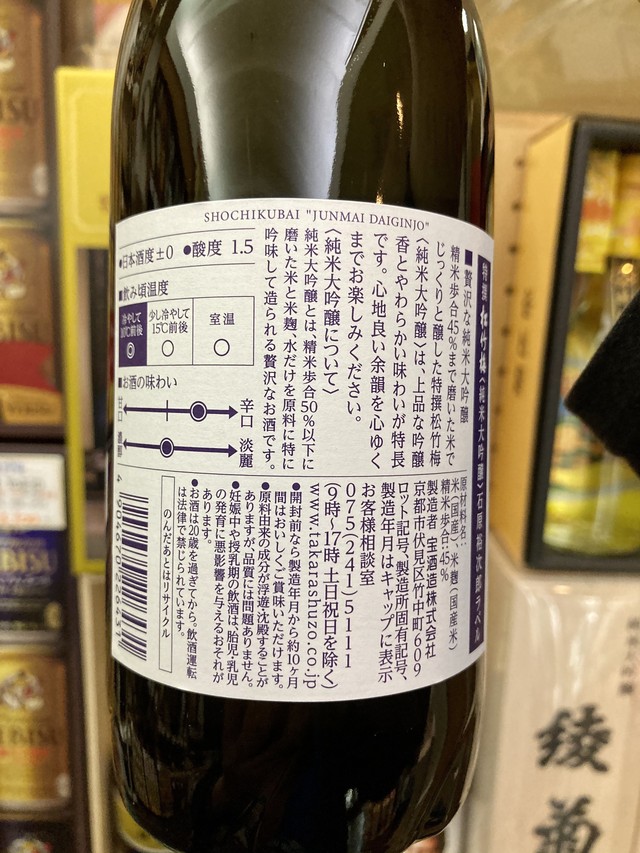 SHOCHIKUBAI "JUNMAI DAIGINJO"
特撰 松竹梅〈純米大吟醸〉石原裕次郎ラベル
■贅沢な純米大吟醸
精米歩合45%まで磨いた米で
じっくりと醸した特撰松竹梅
〈純米大吟醸〉は、上品な吟醸
香とやわらかい味わいが特長
です。心地良い余韻を心ゆく
までお楽しみください。
〈純米大吟醸について〉
純米大吟醸とは、精米歩合50%以下に
磨いた米と米麹、水だけを原料に特に
吟味して造られる贅沢なお酒です。
●日本酒度±0 ●酸度 1.5
■飲み頃温度
冷やして
10℃前後
◎
少し冷やして
15℃前後
○
室温
○
■お酒の味わい
甘口
辛口
濃醇
淡麗
原材料名:
米(国産)、米麹(国産米)
精米歩合:45%
製造者 宝酒造株式会社
京都市伏見区竹中町609
ロット記号、製造所固有記号、
製造年月はキャップに表示
お客様相談室
075(241)5111
(9時~17時 土日祝日を除く)
www.takarashuzo.co.jp
●開封前なら製造年月から約10ヶ月
間はおいしくご賞味いただけます。
●原料由来の成分が浮遊・沈殿することが
ありますが、品質には問題ありません。
●妊娠中や授乳期の飲酒は、胎児・乳児
の発育に悪影響を与えるおそれが
あります。
●お酒は20歳を過ぎてから。飲酒運転
は法律で禁じられています。
のんだあとはリサイクル
4 904670 225431
綾
菊